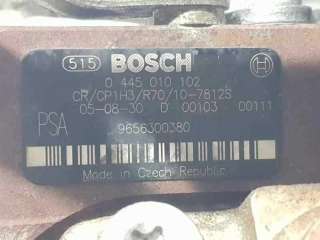 515 BOSCH
0 445 010 102
CR/CP1H3/R70/10-7812S
05-08-30 D 00103 00111
PSA 9656300380
Made in Czech Republic